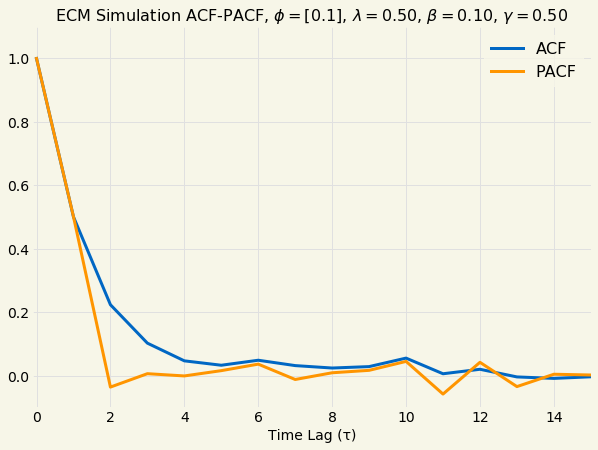 ECM Simulation ACF-PACF, ϕ = [0.1], λ = 0.50, β = 0.10, γ = 0.50
ACF
PACF
1.0
0.8
0.6
0.4
0.2
0.0
0 2 4 6 8 10 12 14
Time Lag (τ)